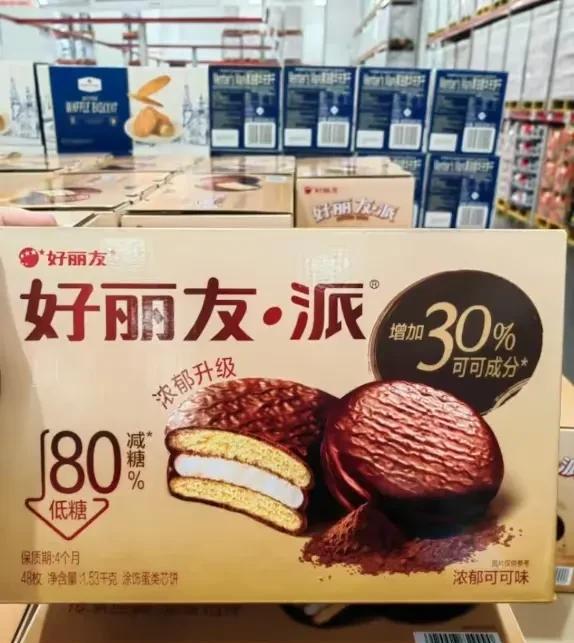 WAFFLE BISCUIT
好丽友
好丽友·派
好丽友
好丽友·派®
增加30%
可可成分*
浓郁升级
减糖*
80%
低糖
保质期:4个月
48枚 净含量:1.53千克 涂饰蛋类芯饼
图片仅供参考
浓郁可可味